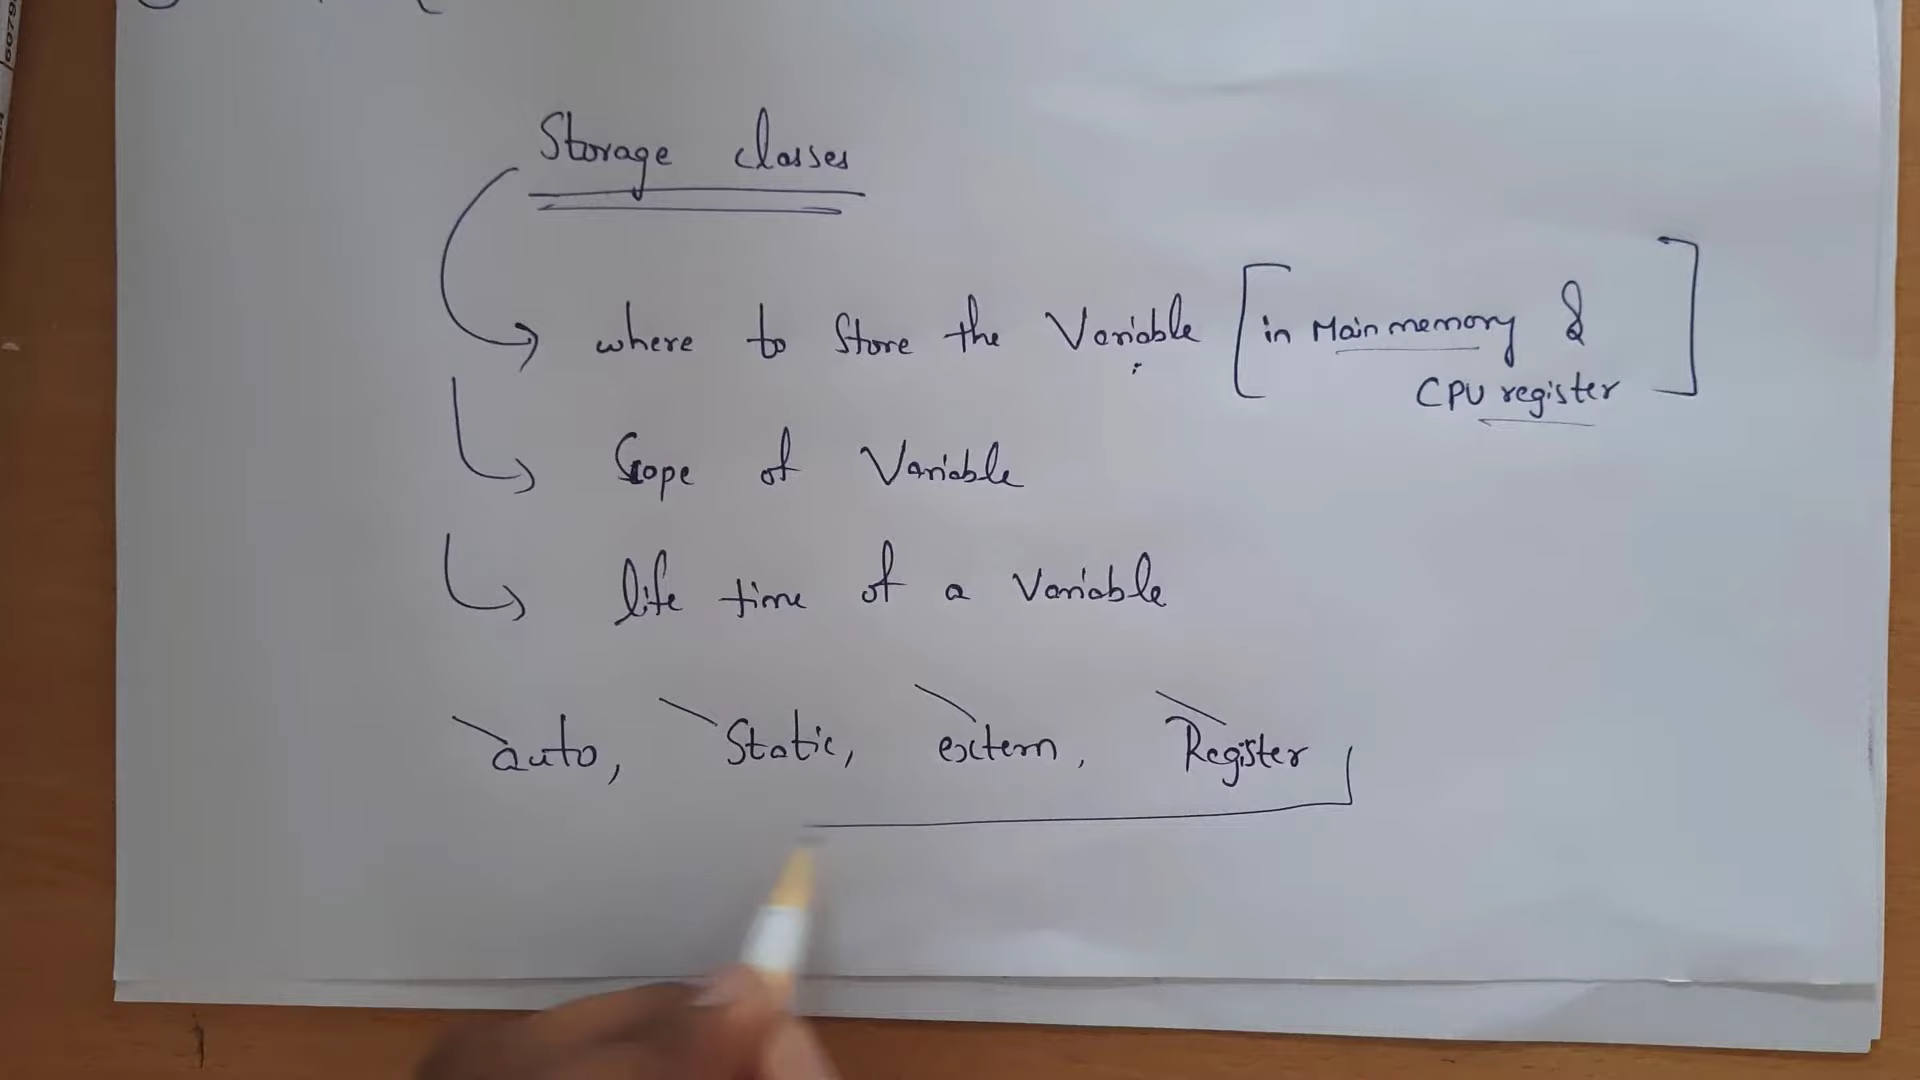 Storage classes
where to Store the Variable [in Main memory &
CPU register]
Scope of Variable
life time of a Variable
auto, Static, extern, Register